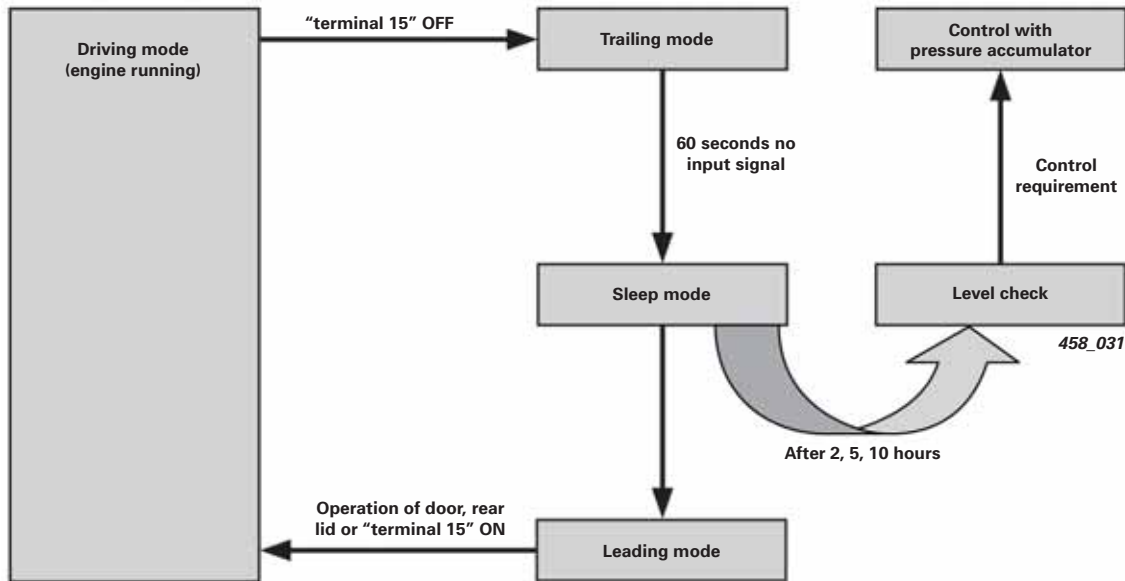 Driving mode
(engine running)
“terminal 15” OFF
Trailing mode
Control with
pressure accumulator
60 seconds no
input signal
Control
requirement
Sleep mode
Level check
458_031
After 2, 5, 10 hours
Operation of door, rear
lid or “terminal 15” ON
Leading mode